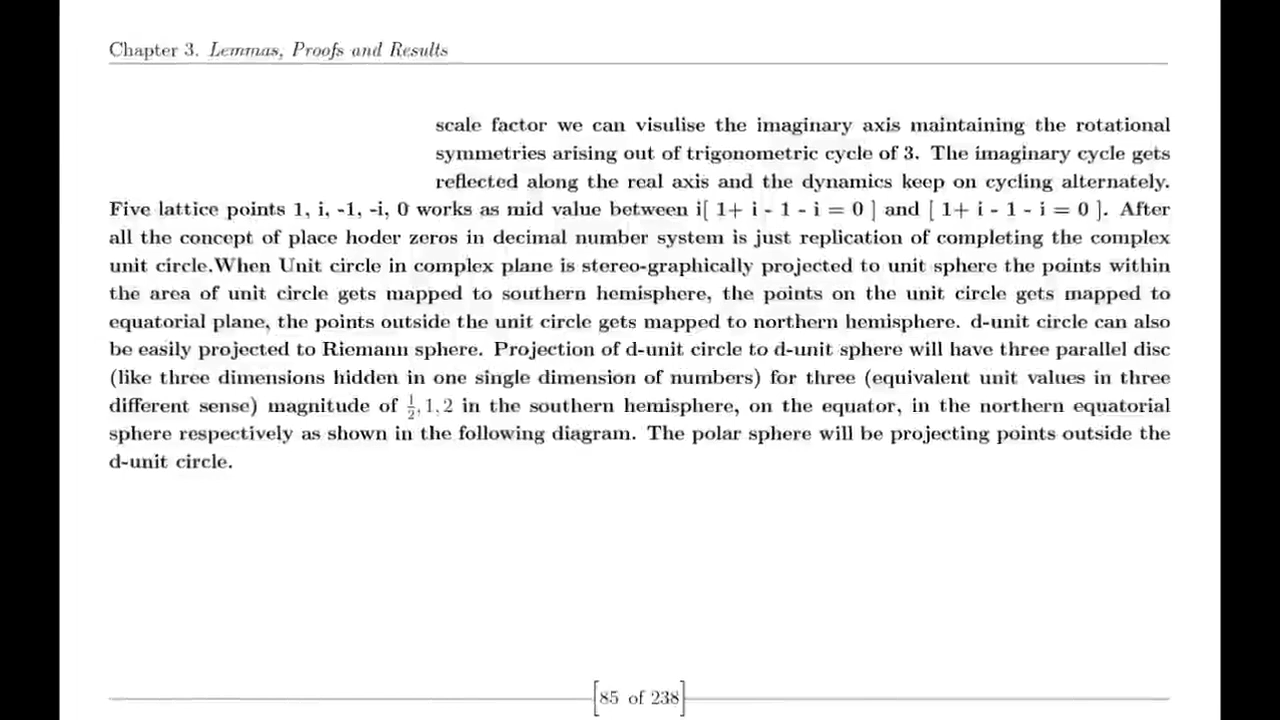 Chapter 3. Lemmas, Proofs and Results
scale factor we can visulise the imaginary axis maintaining the rotational
symmetries arising out of trigonometric cycle of 3. The imaginary cycle gets
reflected along the real axis and the dynamics keep on cycling alternately.
Five lattice points 1, i, -1, -i, 0 works as mid value between i[ 1+ i - 1 - i = 0 ] and [ 1+ i - 1 - i = 0 ]. After
all the concept of place hoder zeros in decimal number system is just replication of completing the complex
unit circle.When Unit circle in complex plane is stereo-graphically projected to unit sphere the points within
the area of unit circle gets mapped to southern hemisphere, the points on the unit circle gets mapped to
equatorial plane, the points outside the unit circle gets mapped to northern hemisphere. d-unit circle can also
be easily projected to Riemann sphere. Projection of d-unit circle to d-unit sphere will have three parallel disc
(like three dimensions hidden in one single dimension of numbers) for three (equivalent unit values in three
different sense) magnitude of 1/2, 1, 2 in the southern hemisphere, on the equator, in the northern equatorial
sphere respectively as shown in the following diagram. The polar sphere will be projecting points outside the
d-unit circle.
[85 of 238]